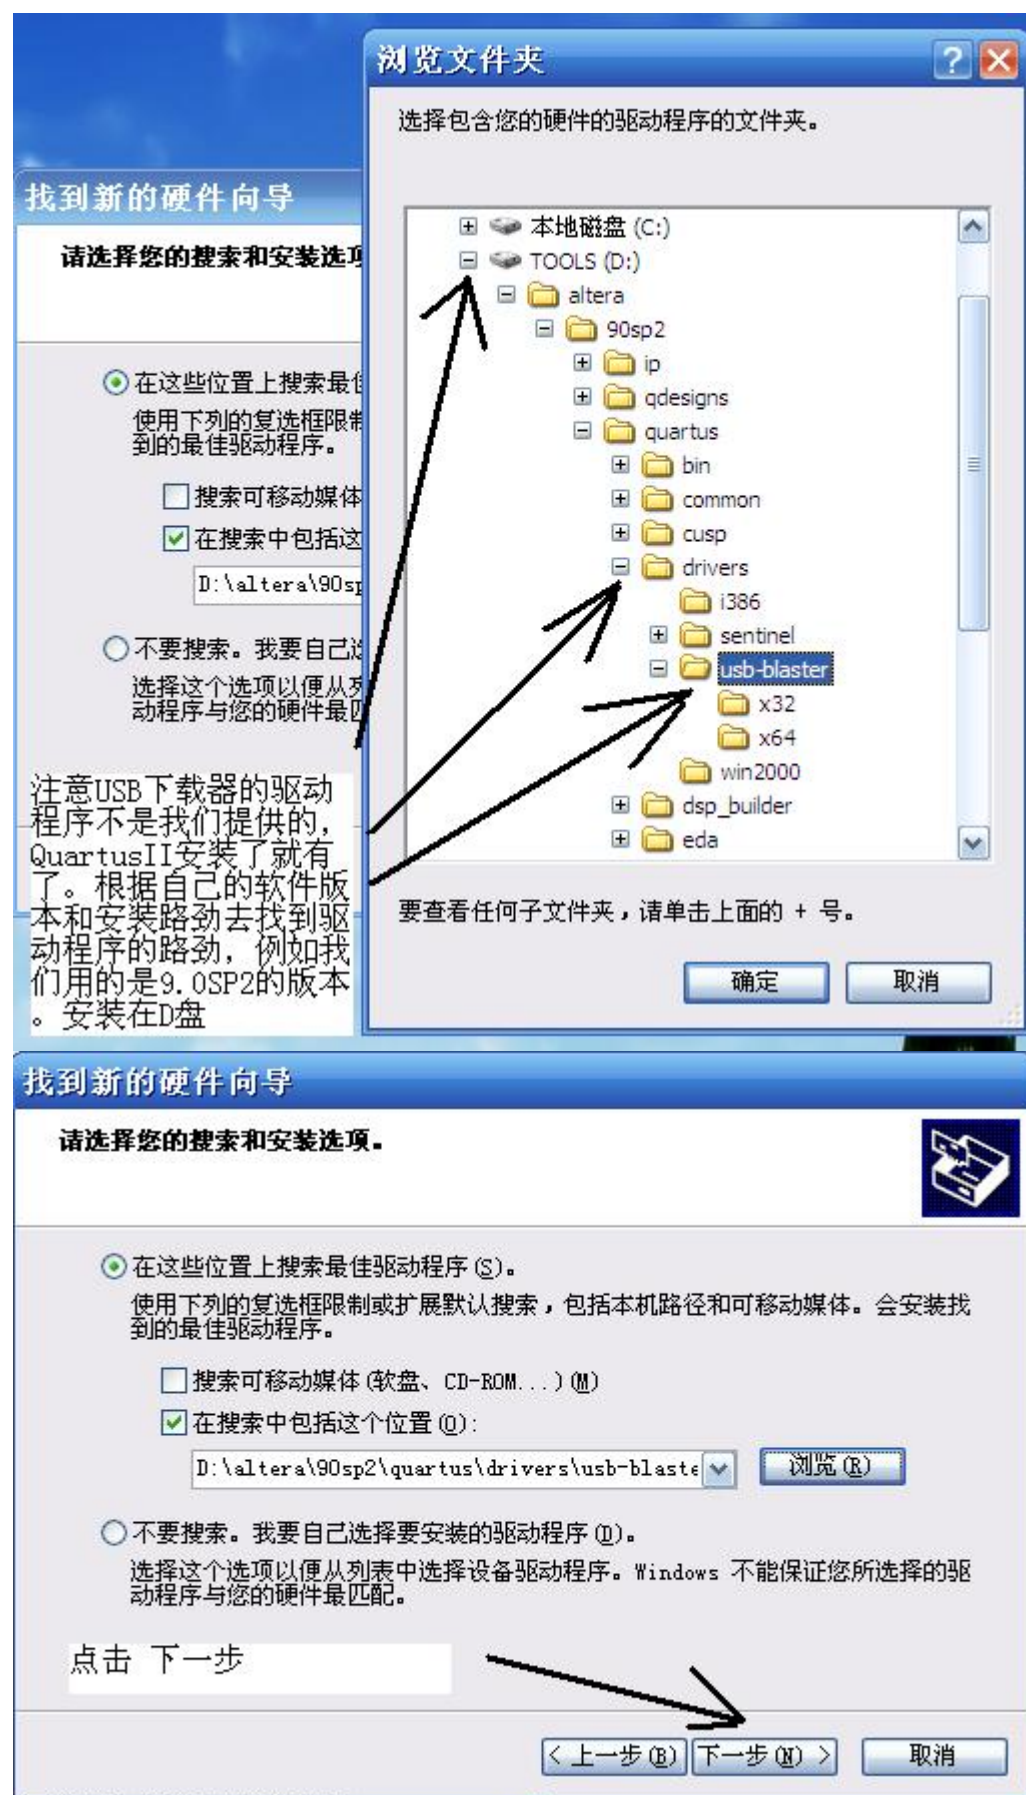 浏览文件夹
选择包含您的硬件的驱动程序的文件夹。
找到新的硬件向导
请选择您的搜索和安装选项
本地磁盘 (C:)
TOOLS (D:)
altera
90sp2
ip
qdesigns
quartus
bin
common
cusp
drivers
i386
sentinel
usb-blaster
x32
x64
win2000
dsp_builder
eda
在这些位置上搜索最佳
使用下列的复选框限制
到的最佳驱动程序。
搜索可移动媒体
在搜索中包括这
D:\altera\90sp
不要搜索。我要自己选
选择这个选项以便从列
动程序与您的硬件最匹
注意USB下载器的驱动
程序不是我们提供的,
QuartusII安装了就有
了。根据自己的软件版
本和安装路劲去找到驱
动程序的路劲, 例如我
们用的是9.0SP2的版本
。安装在D盘
要查看任何子文件夹，请单击上面的 + 号。
确定
取消
找到新的硬件向导
请选择您的搜索和安装选项。
在这些位置上搜索最佳驱动程序(S)。
使用下列的复选框限制或扩展默认搜索，包括本机路径和可移动媒体。会安装找
到的最佳驱动程序。
搜索可移动媒体(软盘、CD-ROM...)(M)
在搜索中包括这个位置(O):
D:\altera\90sp2\quartus\drivers\usb-blaste
浏览(R)
不要搜索。我要自己选择要安装的驱动程序(D)。
选择这个选项以便从列表中选择设备驱动程序。Windows 不能保证您所选择的驱
动程序与您的硬件最匹配。
点击 下一步
< 上一步(B)
下一步(N) >
取消